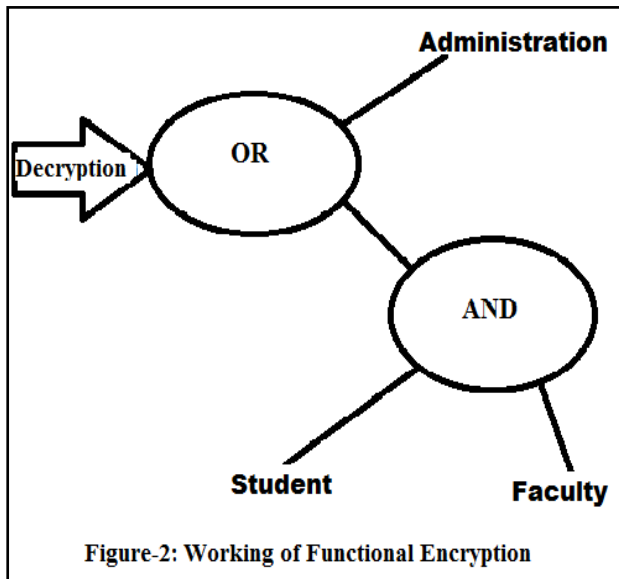 Administration
OR
Decryption
AND
Student
Faculty
Figure-2: Working of Functional Encryption